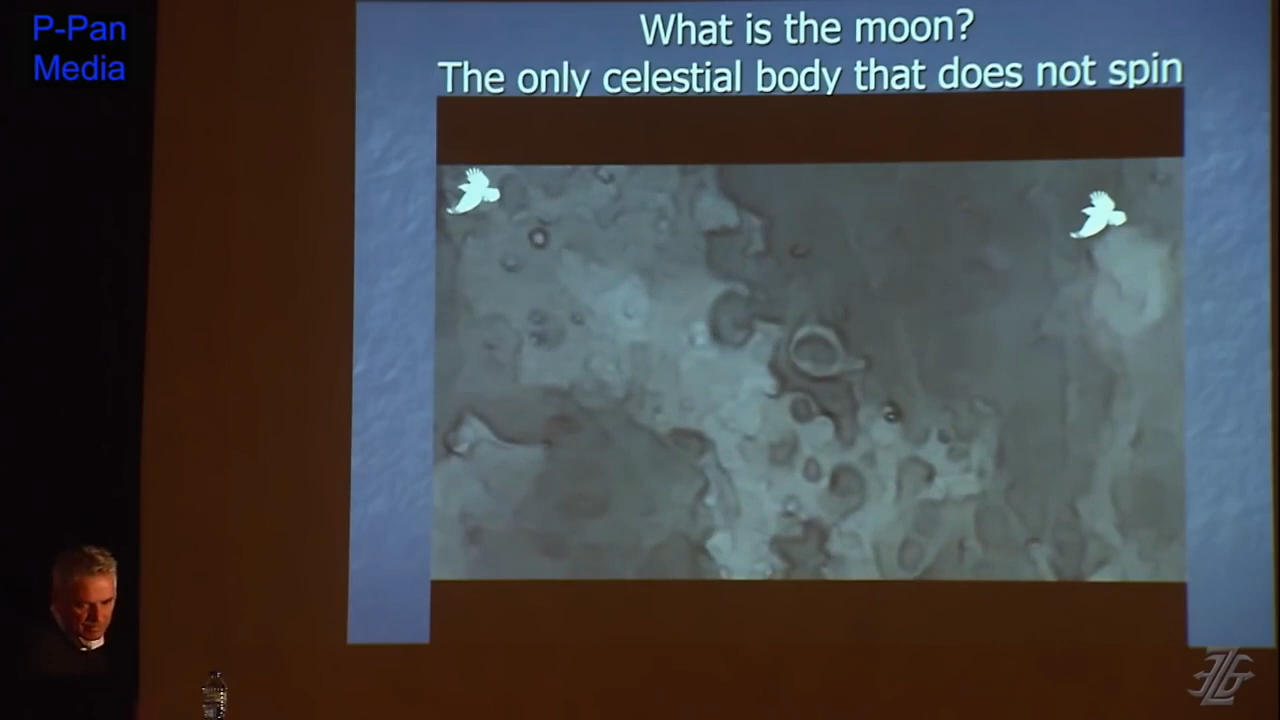 P-Pan
Media
What is the moon?
The only celestial body that does not spin